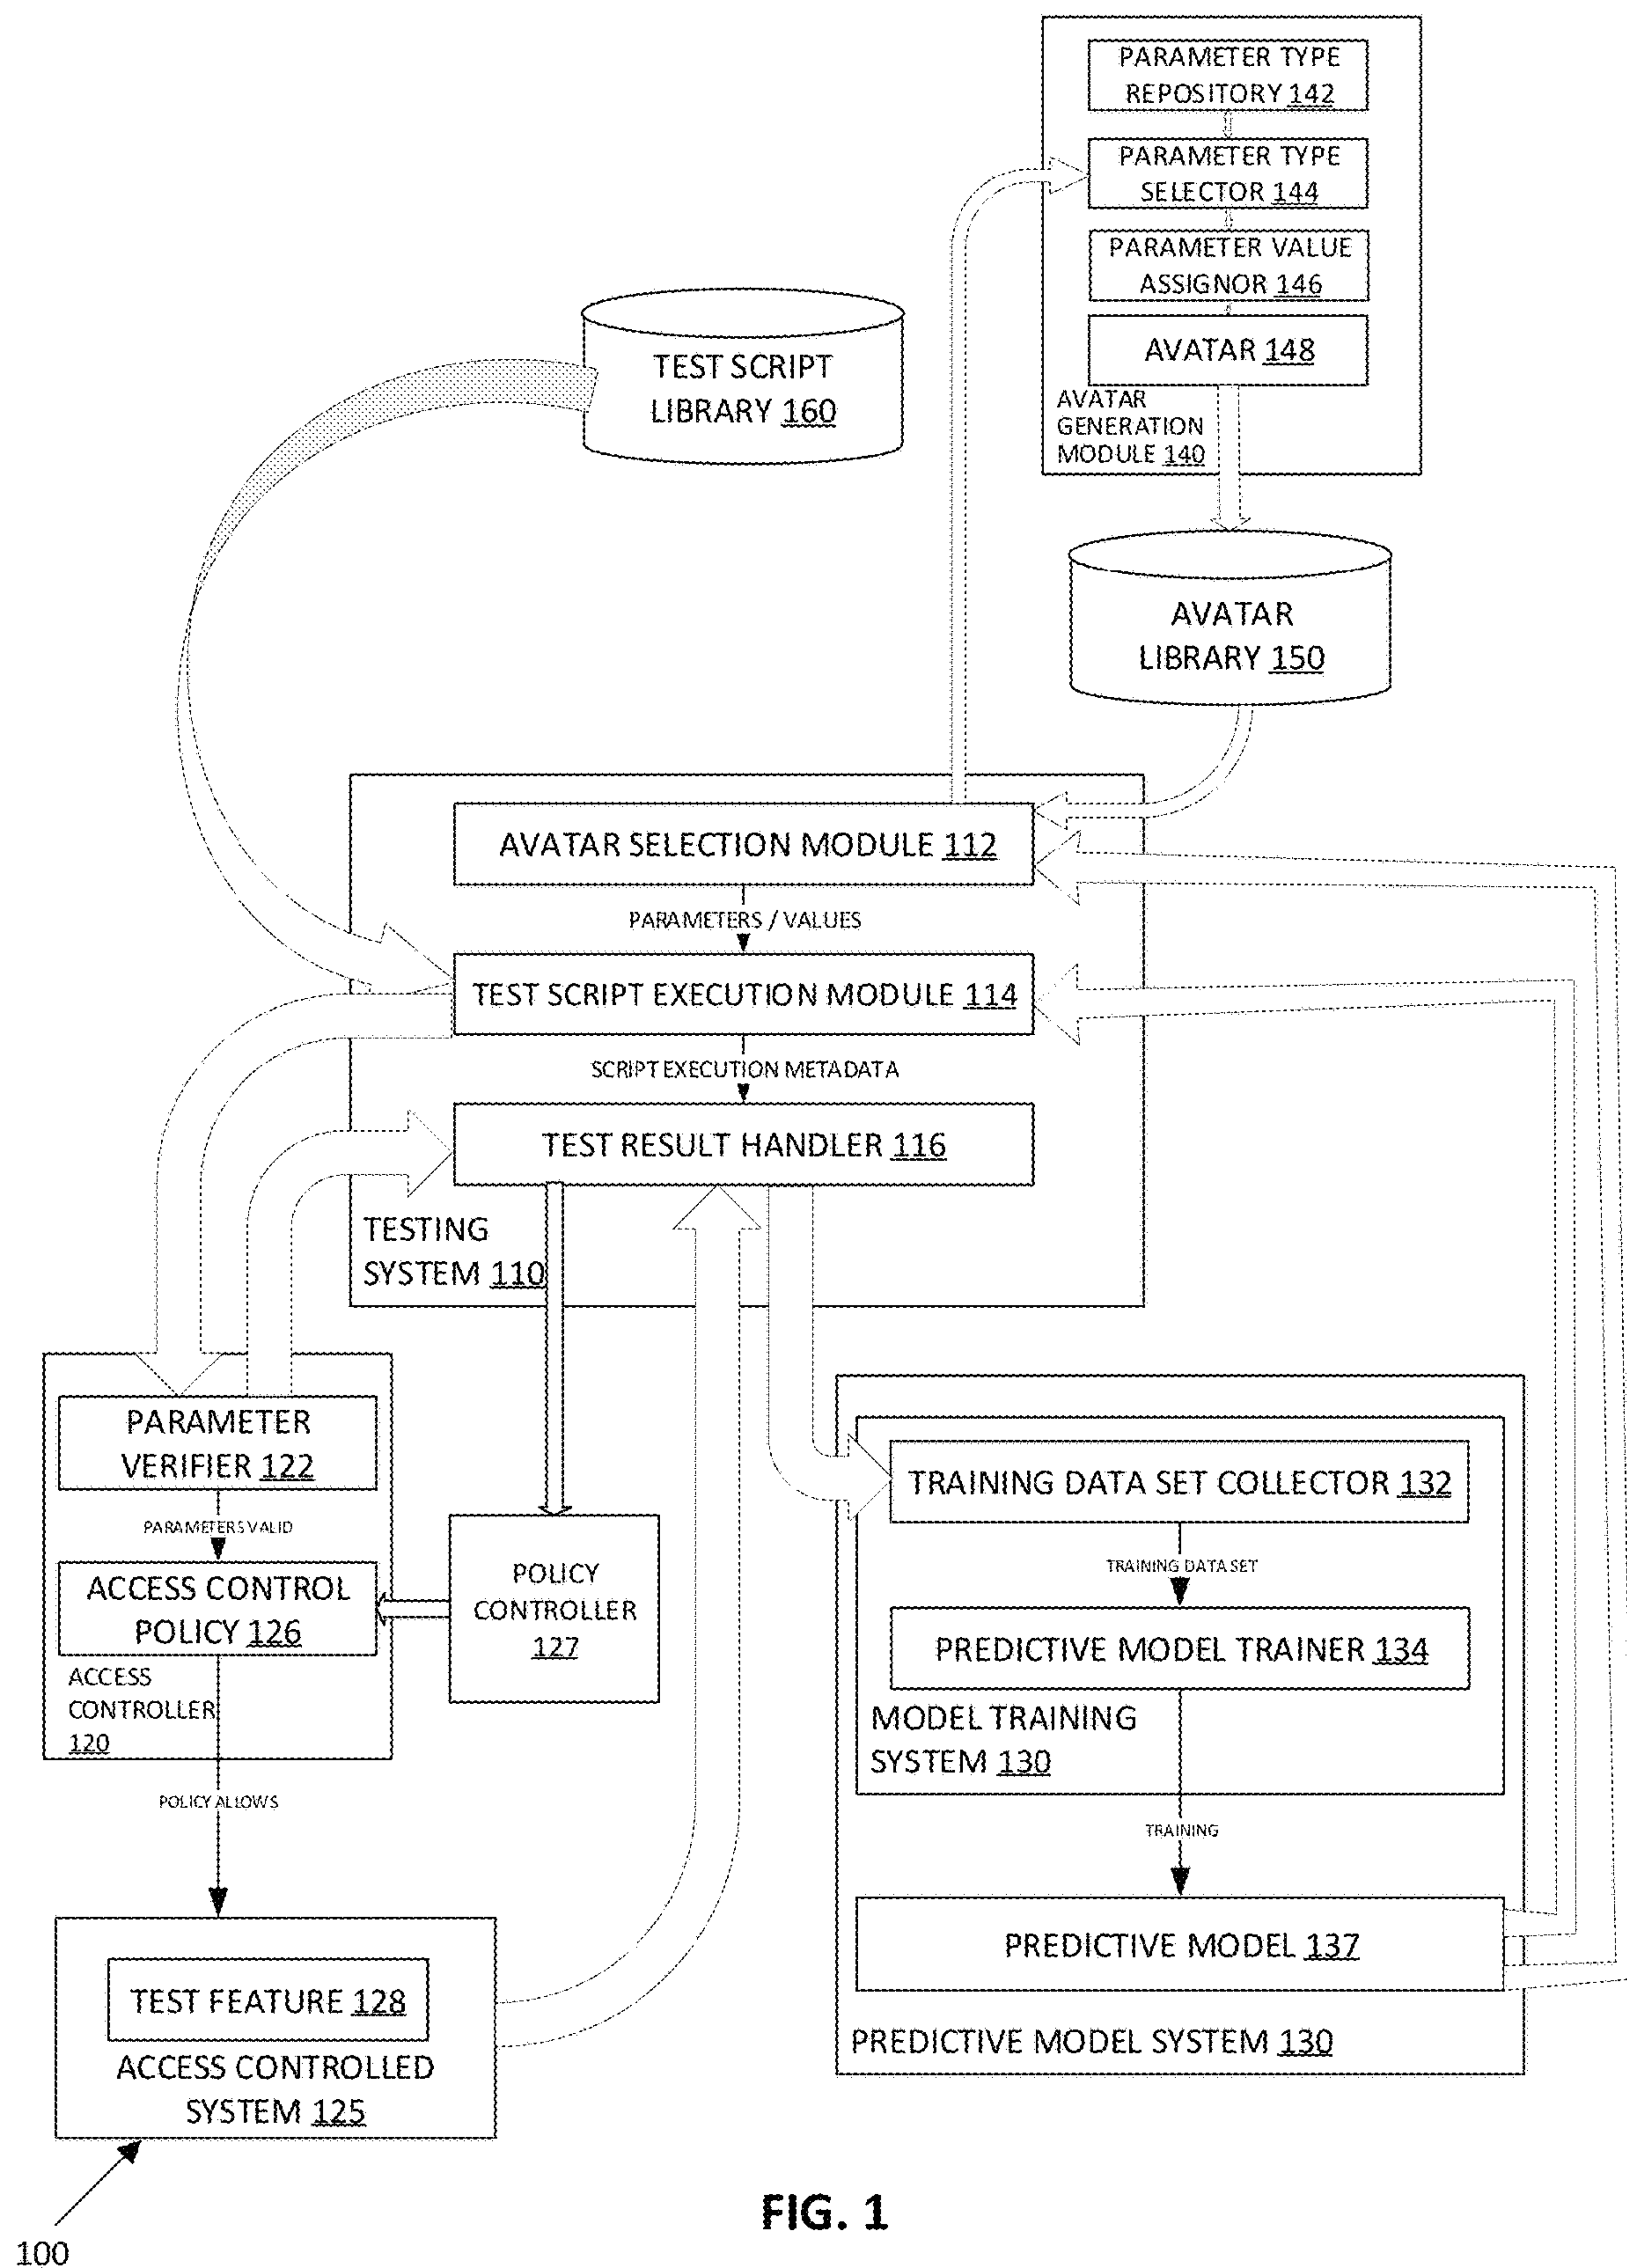 PARAMETER TYPE
REPOSITORY 142
PARAMETER TYPE
SELECTOR 144
PARAMETER VALUE
ASSIGNOR 146
AVATAR 148
AVATAR
GENERATION
MODULE 140
TEST SCRIPT
LIBRARY 160
AVATAR
LIBRARY 150
AVATAR SELECTION MODULE 112
PARAMETERS / VALUES
TEST SCRIPT EXECUTION MODULE 114
SCRIPT EXECUTION METADATA
TEST RESULT HANDLER 116
TESTING
SYSTEM 110
PARAMETER
VERIFIER 122
PARAMETERS VALID
ACCESS CONTROL
POLICY 126
ACCESS
CONTROLLER
120
POLICY
CONTROLLER
127
POLICY ALLOWS
TEST FEATURE 128
ACCESS CONTROLLED
SYSTEM 125
TRAINING DATA SET COLLECTOR 132
TRAINING DATA SET
PREDICTIVE MODEL TRAINER 134
MODEL TRAINING
SYSTEM 130
TRAINING
PREDICTIVE MODEL 137
PREDICTIVE MODEL SYSTEM 130
100
FIG. 1